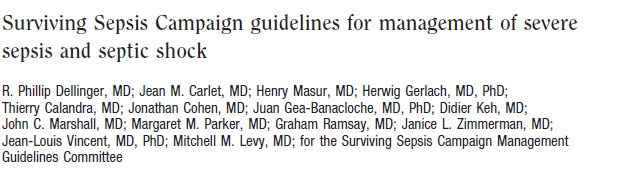 Surviving Sepsis Campaign guidelines for management of severe
sepsis and septic shock
R. Phillip Dellinger, MD; Jean M. Carlet, MD; Henry Masur, MD; Herwig Gerlach, MD, PhD;
Thierry Calandra, MD; Jonathan Cohen, MD; Juan Gea-Banacloche, MD, PhD; Didier Keh, MD;
John C. Marshall, MD; Margaret M. Parker, MD; Graham Ramsay, MD; Janice L. Zimmerman, MD;
Jean-Louis Vincent, MD, PhD; Mitchell M. Levy, MD; for the Surviving Sepsis Campaign Management
Guidelines Committee